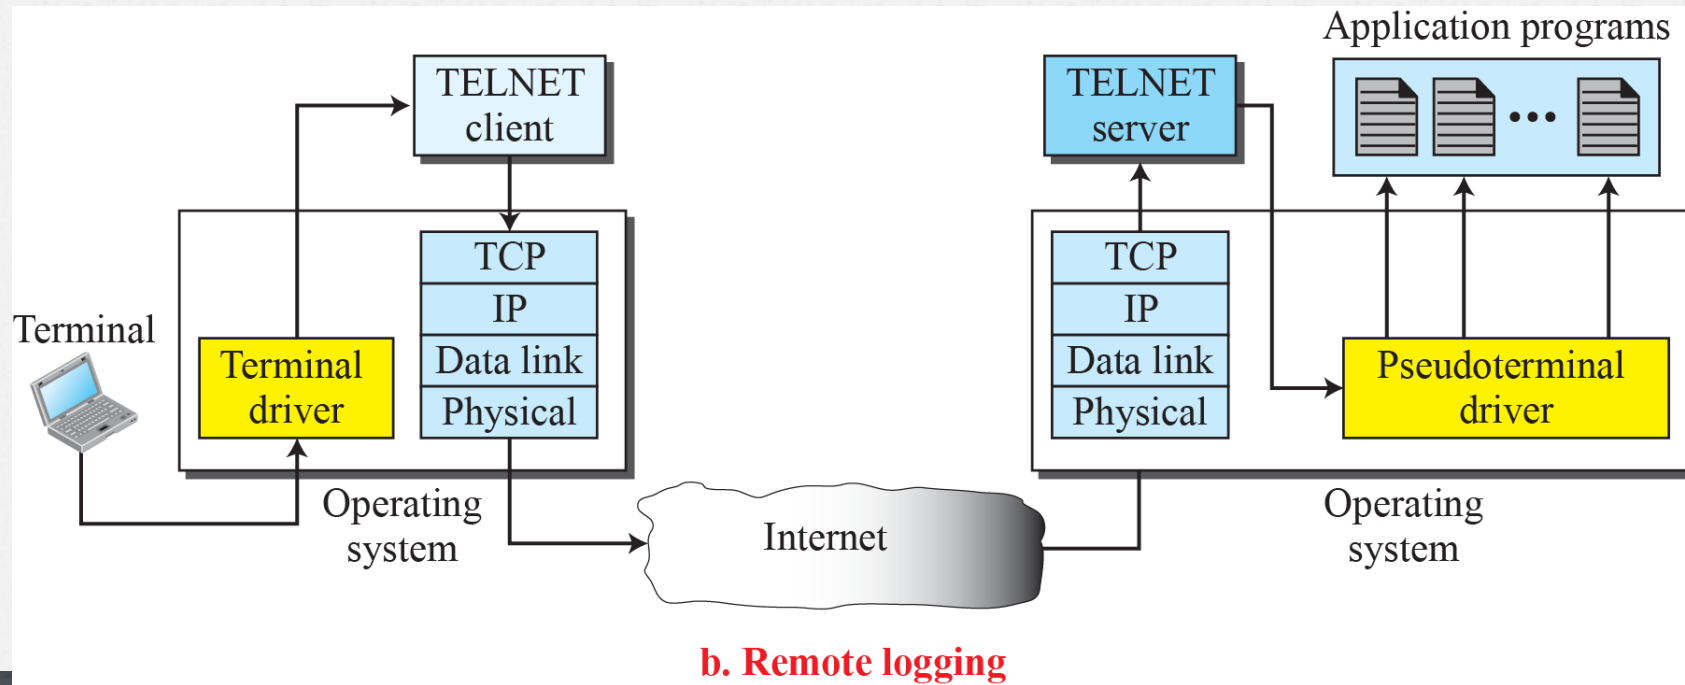 Application programs
TELNET
client
TELNET
server
TCP
IP
Data link
Physical
Terminal
Terminal
driver
Operating
system
Internet
TCP
IP
Data link
Physical
Pseudoterminal
driver
Operating
system
b. Remote logging